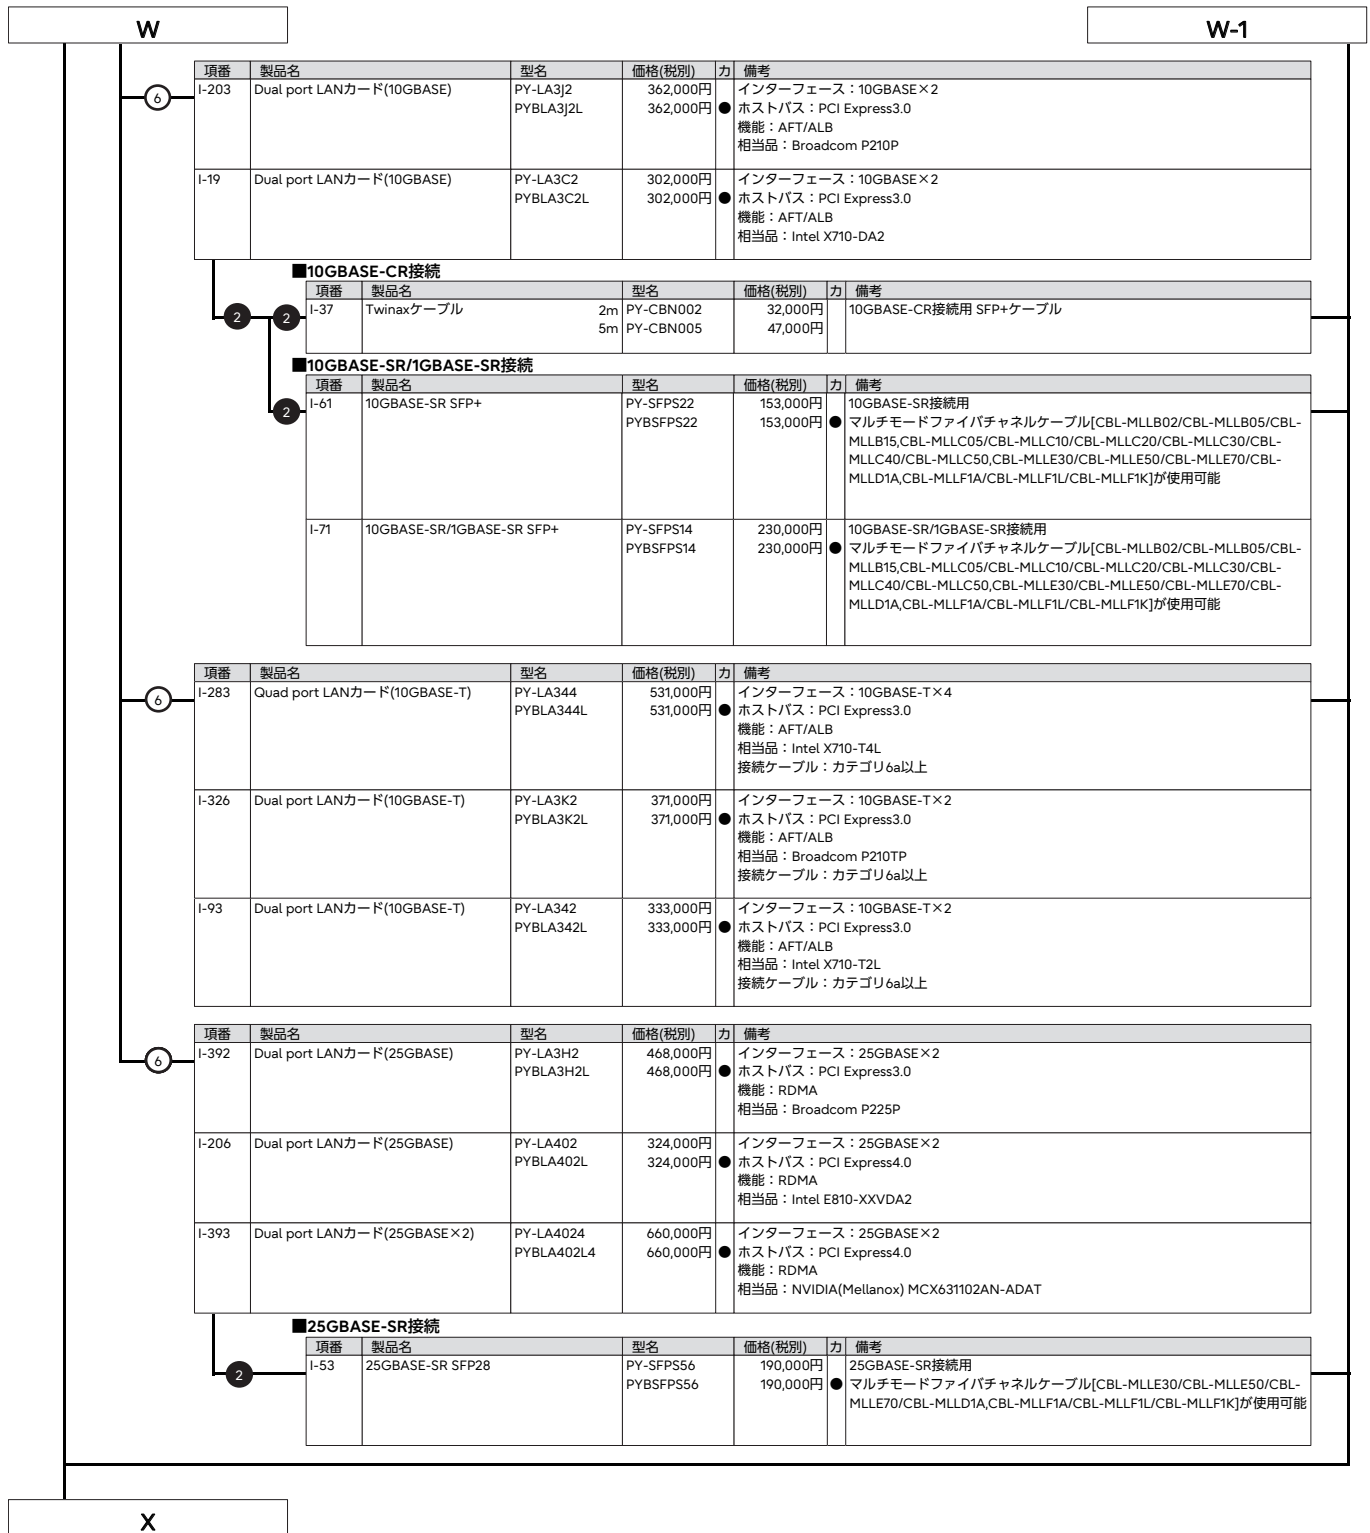 W
W-1
項番 製品名 型名 価格(税別) カ 備考
6
I-203 Dual port LANカード(10GBASE) PY-LA3J2 362,000円 インターフェース：10GBASE×2
PYBLA3J2L 362,000円 ● ホストバス：PCI Express3.0
機能：AFT/ALB
相当品：Broadcom P210P
I-19 Dual port LANカード(10GBASE) PY-LA3C2 302,000円 インターフェース：10GBASE×2
PYBLA3C2L 302,000円 ● ホストバス：PCI Express3.0
機能：AFT/ALB
相当品：Intel X710-DA2
■10GBASE-CR接続
項番 製品名 型名 価格(税別) カ 備考
2 2 I-37 Twinaxケーブル 2m PY-CBN002 32,000円 10GBASE-CR接続用 SFP+ケーブル
5m PY-CBN005 47,000円
■10GBASE-SR/1GBASE-SR接続
項番 製品名 型名 価格(税別) カ 備考
2 I-61 10GBASE-SR SFP+ PY-SFPS22 153,000円 10GBASE-SR接続用
PYBSFPS22 153,000円 ● マルチモードファイバチャネルケーブル[CBL-MLLB02/CBL-MLLB05/CBL-
MLLB15,CBL-MLLC05/CBL-MLLC10/CBL-MLLC20/CBL-MLLC30/CBL-
MLLC40/CBL-MLLC50,CBL-MLLE30/CBL-MLLE50/CBL-MLLE70/CBL-
MLLD1A,CBL-MLLF1A/CBL-MLLF1L/CBL-MLLF1K]が使用可能
I-71 10GBASE-SR/1GBASE-SR SFP+ PY-SFPS14 230,000円 10GBASE-SR/1GBASE-SR接続用
PYBSFPS14 230,000円 ● マルチモードファイバチャネルケーブル[CBL-MLLB02/CBL-MLLB05/CBL-
MLLB15,CBL-MLLC05/CBL-MLLC10/CBL-MLLC20/CBL-MLLC30/CBL-
MLLC40/CBL-MLLC50,CBL-MLLE30/CBL-MLLE50/CBL-MLLE70/CBL-
MLLD1A,CBL-MLLF1A/CBL-MLLF1L/CBL-MLLF1K]が使用可能
項番 製品名 型名 価格(税別) カ 備考
6
I-283 Quad port LANカード(10GBASE-T) PY-LA344 531,000円 インターフェース：10GBASE-T×4
PYBLA344L 531,000円 ● ホストバス：PCI Express3.0
機能：AFT/ALB
相当品：Intel X710-T4L
接続ケーブル：カテゴリ6a以上
I-326 Dual port LANカード(10GBASE-T) PY-LA3K2 371,000円 インターフェース：10GBASE-T×2
PYBLA3K2L 371,000円 ● ホストバス：PCI Express3.0
機能：AFT/ALB
相当品：Broadcom P210TP
接続ケーブル：カテゴリ6a以上
I-93 Dual port LANカード(10GBASE-T) PY-LA342 333,000円 インターフェース：10GBASE-T×2
PYBLA342L 333,000円 ● ホストバス：PCI Express3.0
機能：AFT/ALB
相当品：Intel X710-T2L
接続ケーブル：カテゴリ6a以上
項番 製品名 型名 価格(税別) カ 備考
6
I-392 Dual port LANカード(25GBASE) PY-LA3H2 468,000円 インターフェース：25GBASE×2
PYBLA3H2L 468,000円 ● ホストバス：PCI Express3.0
機能：RDMA
相当品：Broadcom P225P
I-206 Dual port LANカード(25GBASE) PY-LA402 324,000円 インターフェース：25GBASE×2
PYBLA402L 324,000円 ● ホストバス：PCI Express4.0
機能：RDMA
相当品：Intel E810-XXVDA2
I-393 Dual port LANカード(25GBASE×2) PY-LA4024 660,000円 インターフェース：25GBASE×2
PYBLA402L4 660,000円 ● ホストバス：PCI Express4.0
機能：RDMA
相当品：NVIDIA(Mellanox) MCX631102AN-ADAT
■25GBASE-SR接続
項番 製品名 型名 価格(税別) カ 備考
2 I-53 25GBASE-SR SFP28 PY-SFPS56 190,000円 25GBASE-SR接続用
PYBSFPS56 190,000円 ● マルチモードファイバチャネルケーブル[CBL-MLLE30/CBL-MLLE50/CBL-
MLLE70/CBL-MLLD1A,CBL-MLLF1A/CBL-MLLF1L/CBL-MLLF1K]が使用可能
X